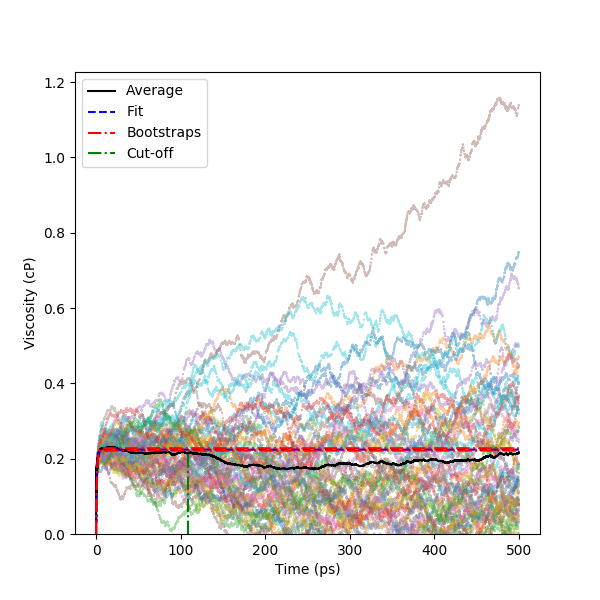 Average
Fit
Bootstraps
Cut-off
1.2
1.0
0.8
0.6
0.4
0.2
0.0
Viscosity (cP)
0 100 200 300 400 500
Time (ps)